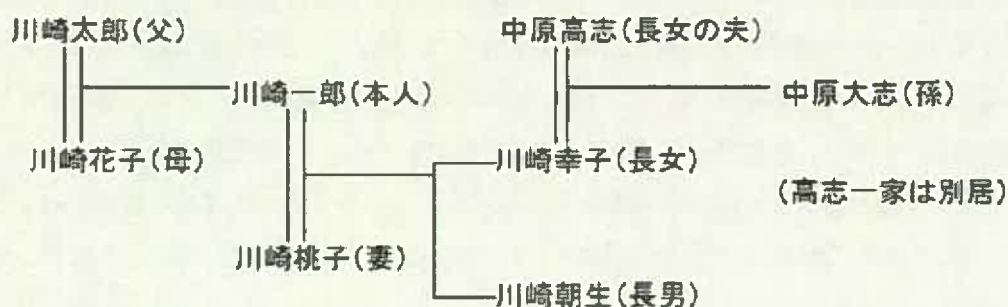 川崎太郎(父)
中原高志(長女の夫)
川崎一郎(本人)
中原大志(孫)
川崎花子(母)
川崎幸子(長女)
(高志一家は別居)
川崎桃子(妻)
川崎朝生(長男)